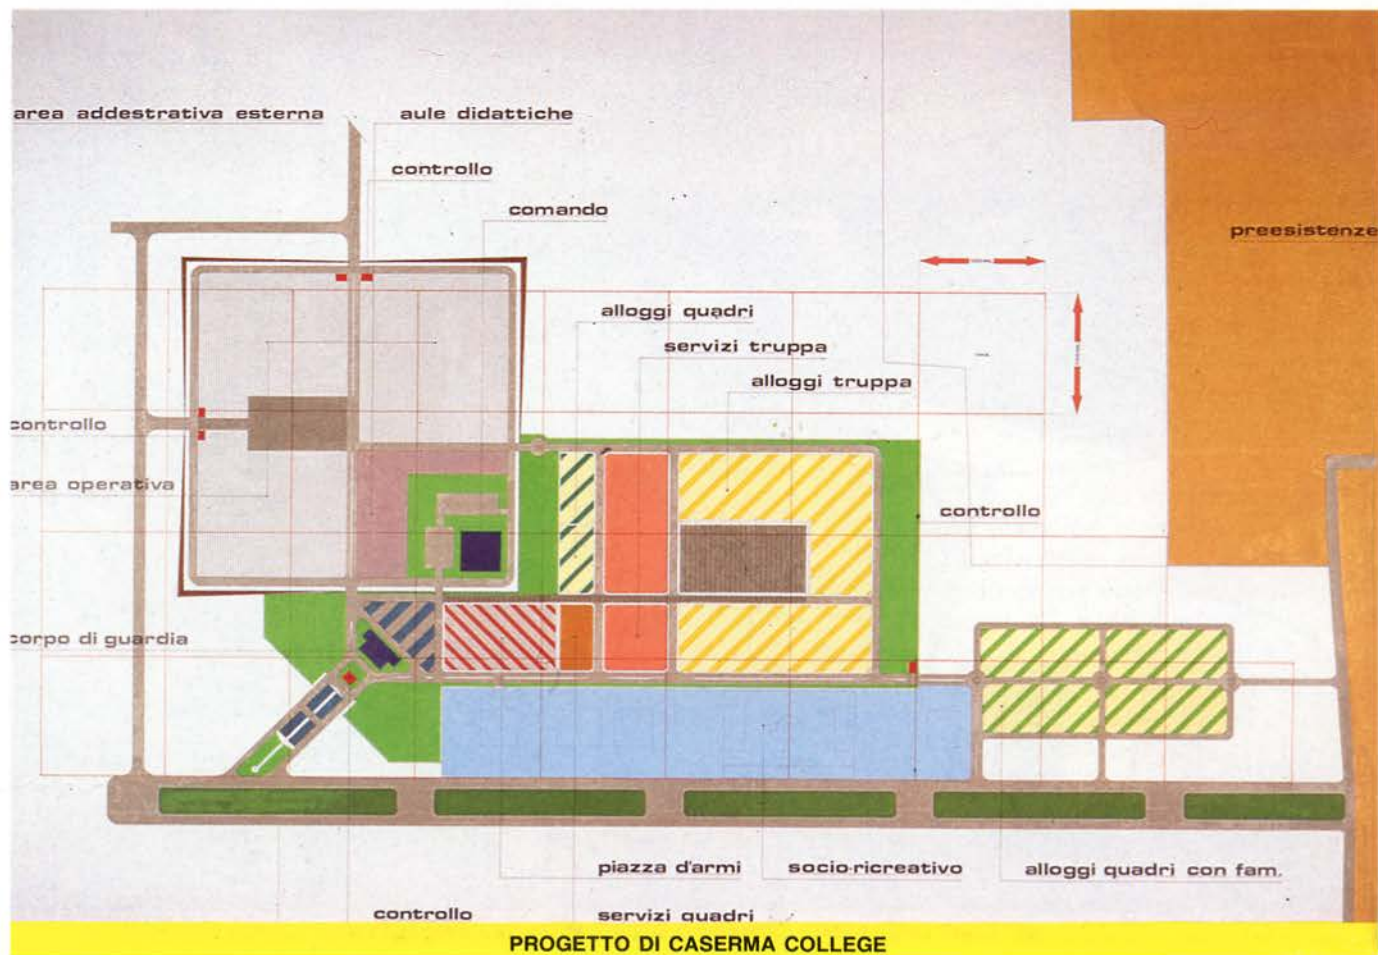 area addestrativa esterna
aule didattiche
controllo
comando
preesistenze
alloggi quadri
servizi truppa
alloggi truppa
controllo
area operativa
controllo
corpo di guardia
piazza d'armi
socio-ricreativo
alloggi quadri con fam.
controllo
servizi quadri
PROGETTO DI CASERMA COLLEGE